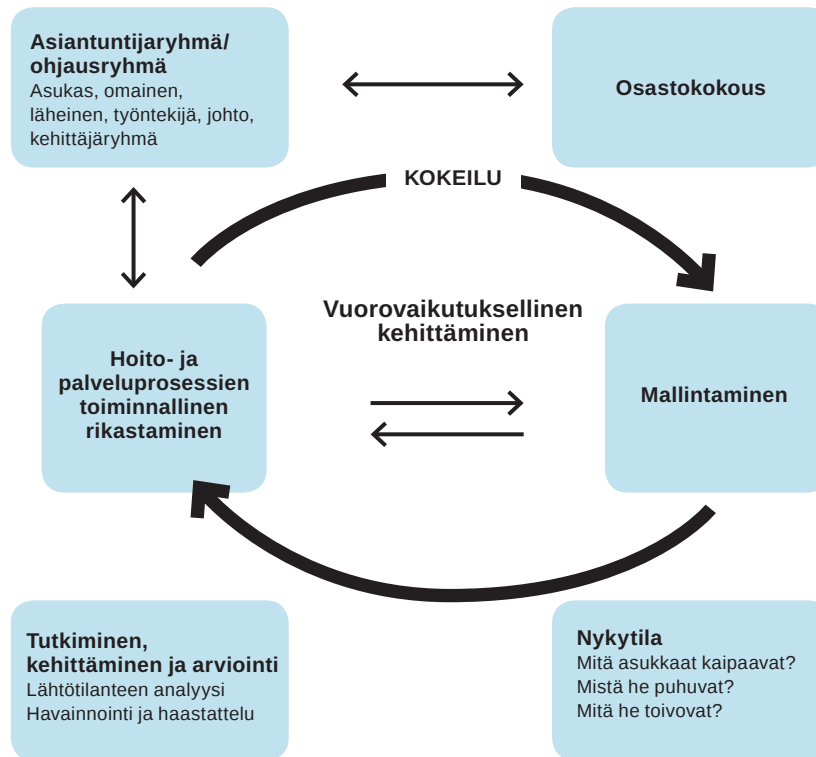 Asiantuntijaryhmä/
ohjausryhmä
Asukas, omainen,
läheinen, työntekijä, johto,
kehittäjäryhmä
Osastokokous
KOKEILU
Vuorovaikutuksellinen
kehittäminen
Hoito- ja
palveluprosessien
toiminnallinen
rikastaminen
Mallintaminen
Tutkiminen,
kehittäminen ja arviointi
Lähtötilanteen analyysi
Havainnointi ja haastattelu
Nykytila
Mitä asukkaat kaipaavat?
Mistä he puhuvat?
Mitä he toivovat?